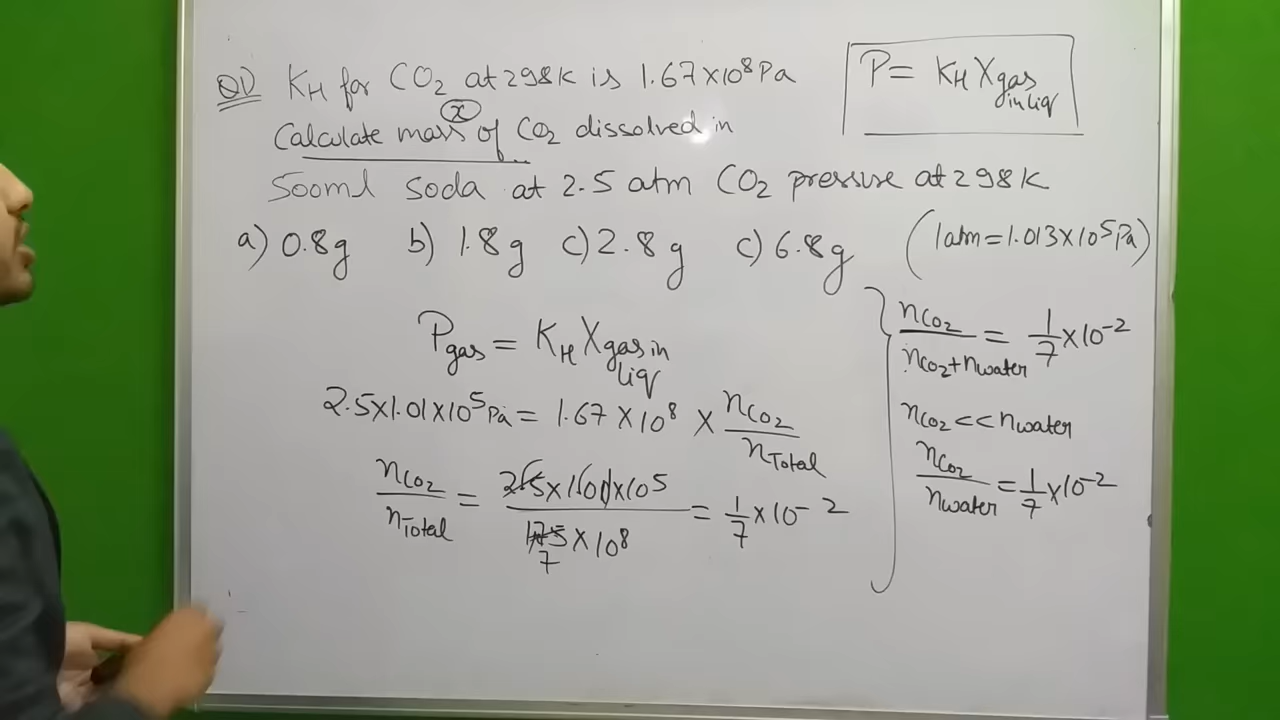 Q1) KH for CO2 at 298K is 1.67×10^8 Pa
Calculate mass of CO2 dissolved in
(x)
500ml soda at 2.5 atm CO2 pressure at 298K
a) 0.8g b) 1.8g c) 2.8g c) 6.8g
P = KH Xgas in liq
(1atm = 1.013×10^5 Pa)
Pgas = KH Xgas in liq
2.5×1.01×10^5 Pa = 1.67×10^8 × nCO2/nTotal
nCO2/nTotal = 2.5×1.00×10^5 / 175×10^8 = 1/7×10^-2
7
nCO2/nCO2+nwater = 1/7×10^-2
nCO2<<nwater
nCO2/nwater = 1/7×10^-2